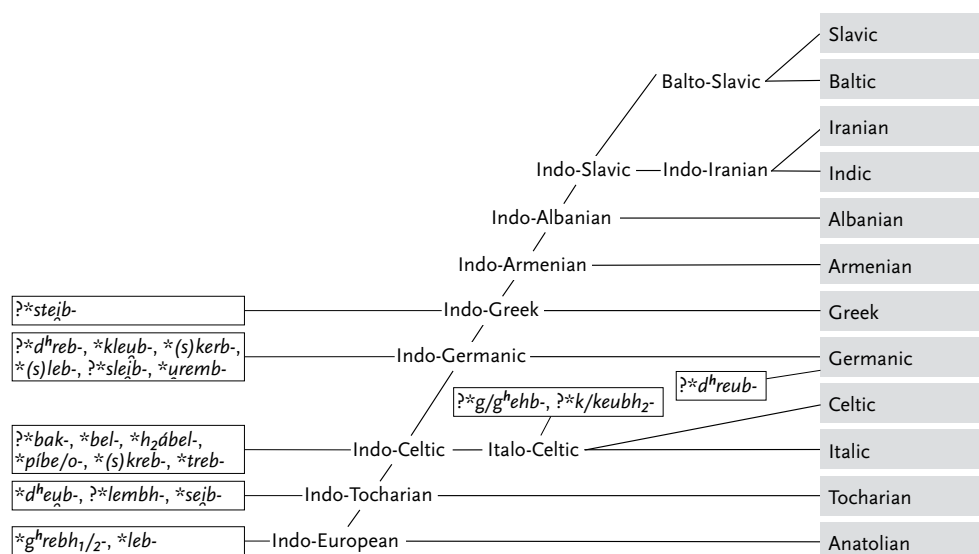 Slavic
Balto-Slavic
Baltic
Iranian
Indo-Slavic
Indo-Iranian
Indic
Indo-Albanian
Albanian
Indo-Armenian
Armenian
?*stei̯b-
Indo-Greek
Greek
?*dʰreb-, *kleu̯b-, *(s)kerb-,
*(s)leb-, ?*slei̯b-, *u̯remb-
Indo-Germanic
Germanic
?*dʰreub-
?*g/gʰehb-, ?*k/keubh₂-
Celtic
?*bak-, *bel-, *h₂ábel-,
*píbe/o-, *(s)kreb-, *treb-
Indo-Celtic
Italo-Celtic
Italic
*dʰeu̯b-, ?*lembh-, *sei̯b-
Indo-Tocharian
Tocharian
*gʰrebh₁/₂-, *leb-
Indo-European
Anatolian